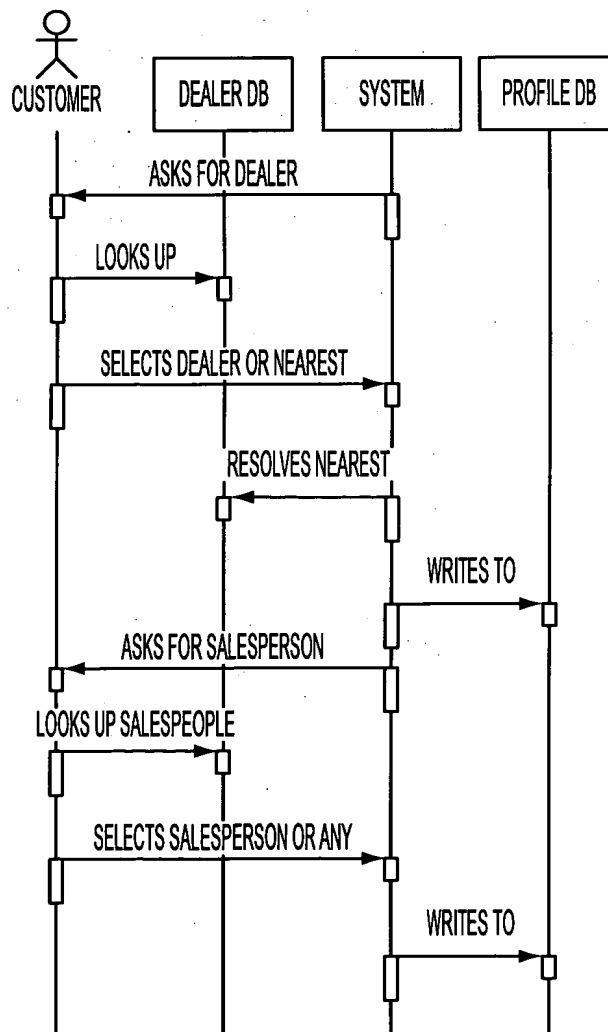 CUSTOMER
DEALER DB
SYSTEM
PROFILE DB
ASKS FOR DEALER
LOOKS UP
SELECTS DEALER OR NEAREST
RESOLVES NEAREST
WRITES TO
ASKS FOR SALESPERSON
LOOKS UP SALESPEOPLE
SELECTS SALESPERSON OR ANY
WRITES TO